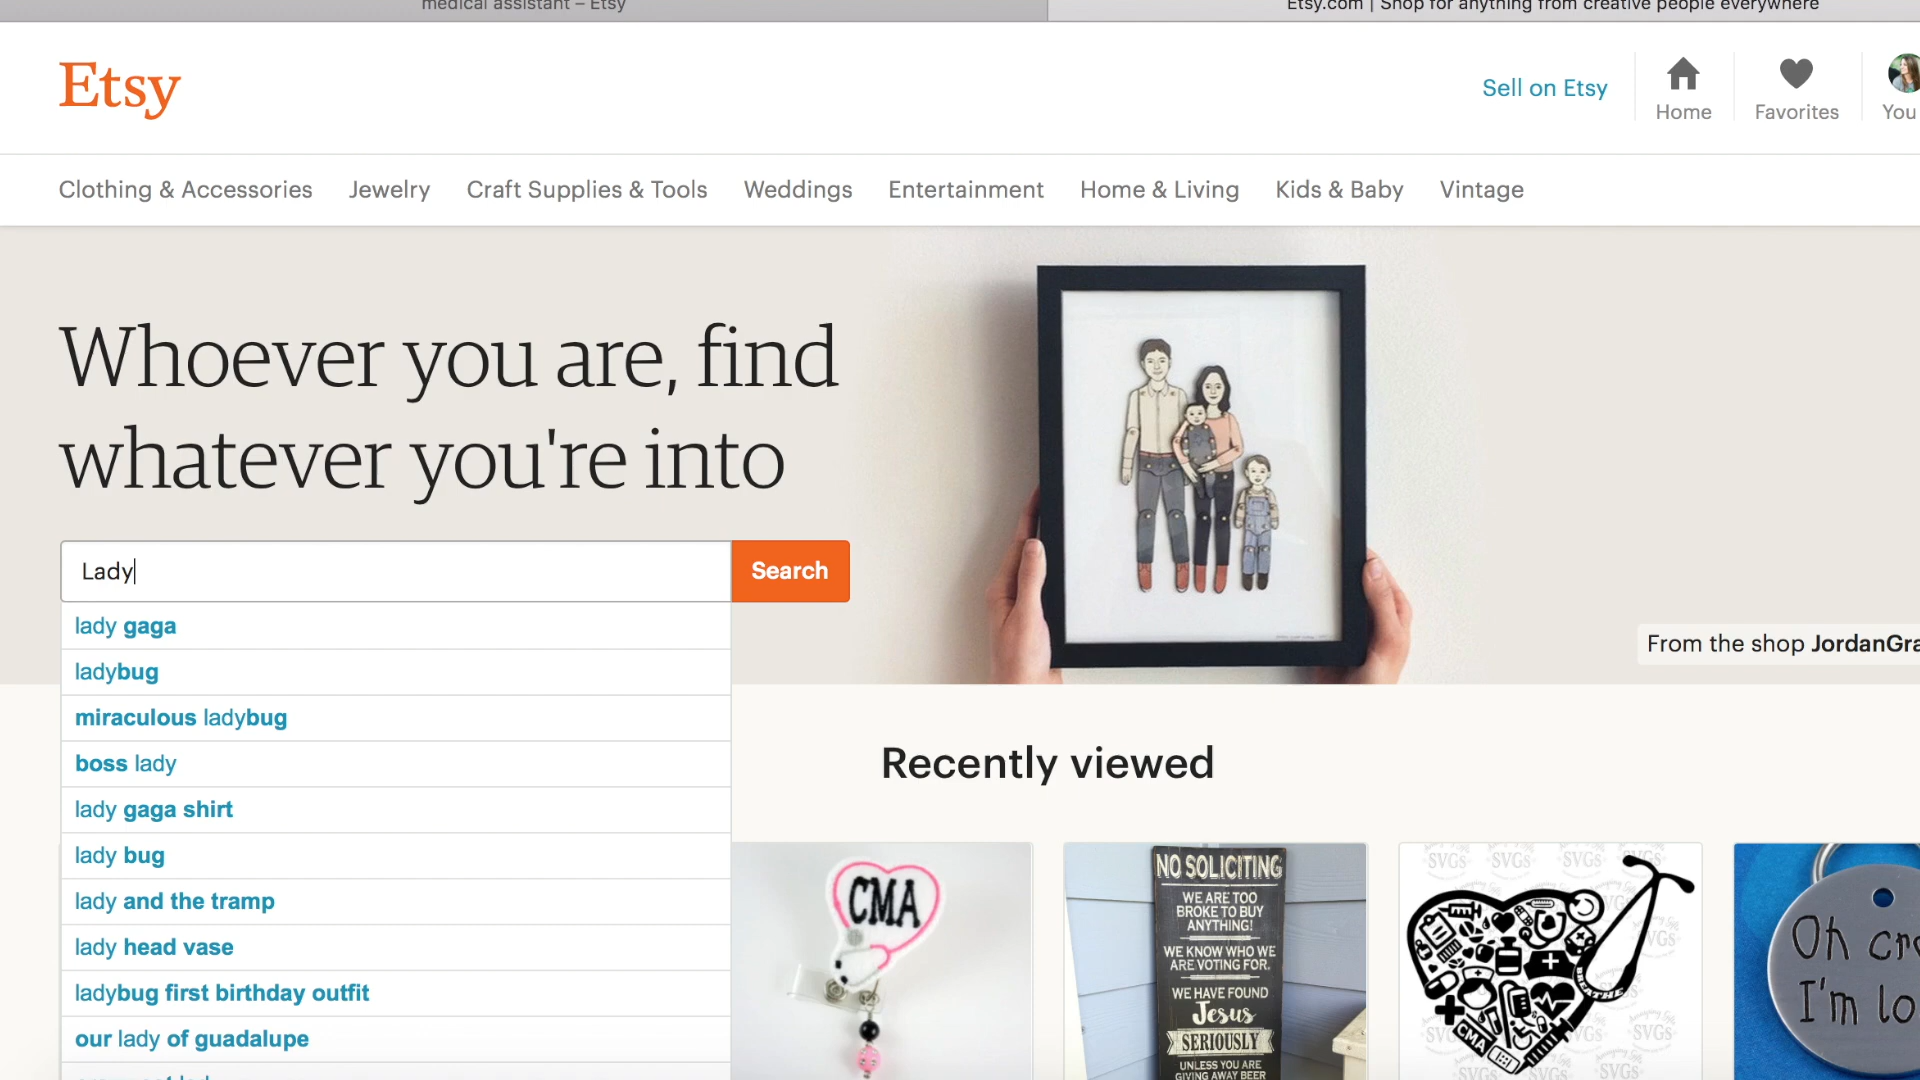 medical assistant – Etsy
Etsy.com | Shop for anything from creative people everywhere
Etsy
Sell on Etsy
Home
Favorites
You
Clothing & Accessories
Jewelry
Craft Supplies & Tools
Weddings
Entertainment
Home & Living
Kids & Baby
Vintage
Whoever you are, find
whatever you're into
Lady
Search
lady gaga
ladybug
miraculous ladybug
boss lady
lady gaga shirt
lady bug
lady and the tramp
lady head vase
ladybug first birthday outfit
our lady of guadalupe
From the shop JordanGra
Recently viewed
CMA
NO SOLICITING
WE ARE TOO
BROKE TO BUY
ANYTHING!
WE KNOW WHO WE
ARE VOTING FOR.
WE HAVE FOUND
Jesus
SERIOUSLY
UNLESS YOU ARE
GIVING AWAY BEER
SVGs SVGs SVGs SVGs
BREATHE
CMA
SVGs
SVGs SVGs
Oh cr
I'm lo